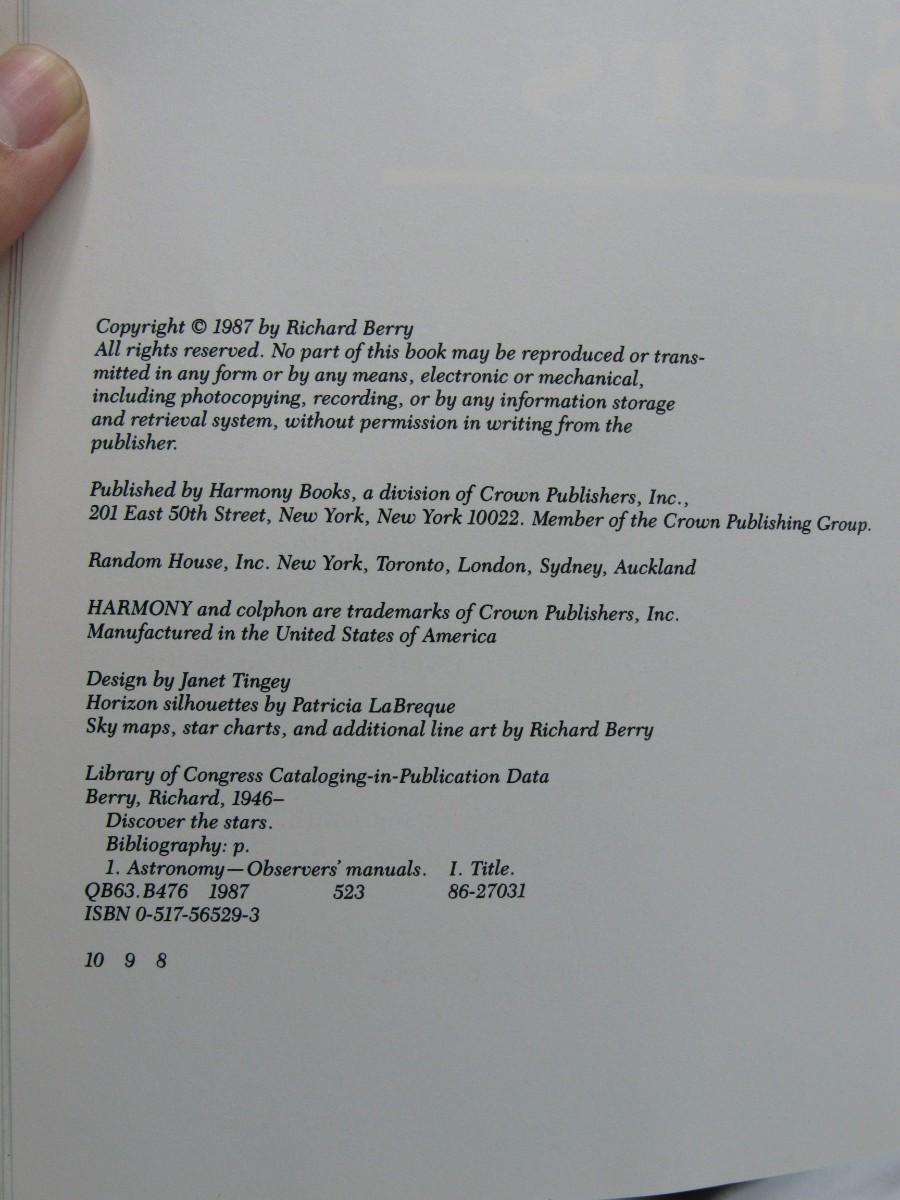 Copyright © 1987 by Richard Berry
All rights reserved. No part of this book may be reproduced or trans-
mitted in any form or by any means, electronic or mechanical,
including photocopying, recording, or by any information storage
and retrieval system, without permission in writing from the
publisher.
Published by Harmony Books, a division of Crown Publishers, Inc.,
201 East 50th Street, New York, New York 10022. Member of the Crown Publishing Group.
Random House, Inc. New York, Toronto, London, Sydney, Auckland
HARMONY and colphon are trademarks of Crown Publishers, Inc.
Manufactured in the United States of America
Design by Janet Tingey
Horizon silhouettes by Patricia LaBreque
Sky maps, star charts, and additional line art by Richard Berry
Library of Congress Cataloging-in-Publication Data
Berry, Richard, 1946–
Discover the stars.
Bibliography: p.
1. Astronomy—Observers' manuals. I. Title.
QB63.B476 1987 523 86-27031
ISBN 0-517-56529-3
10 9 8